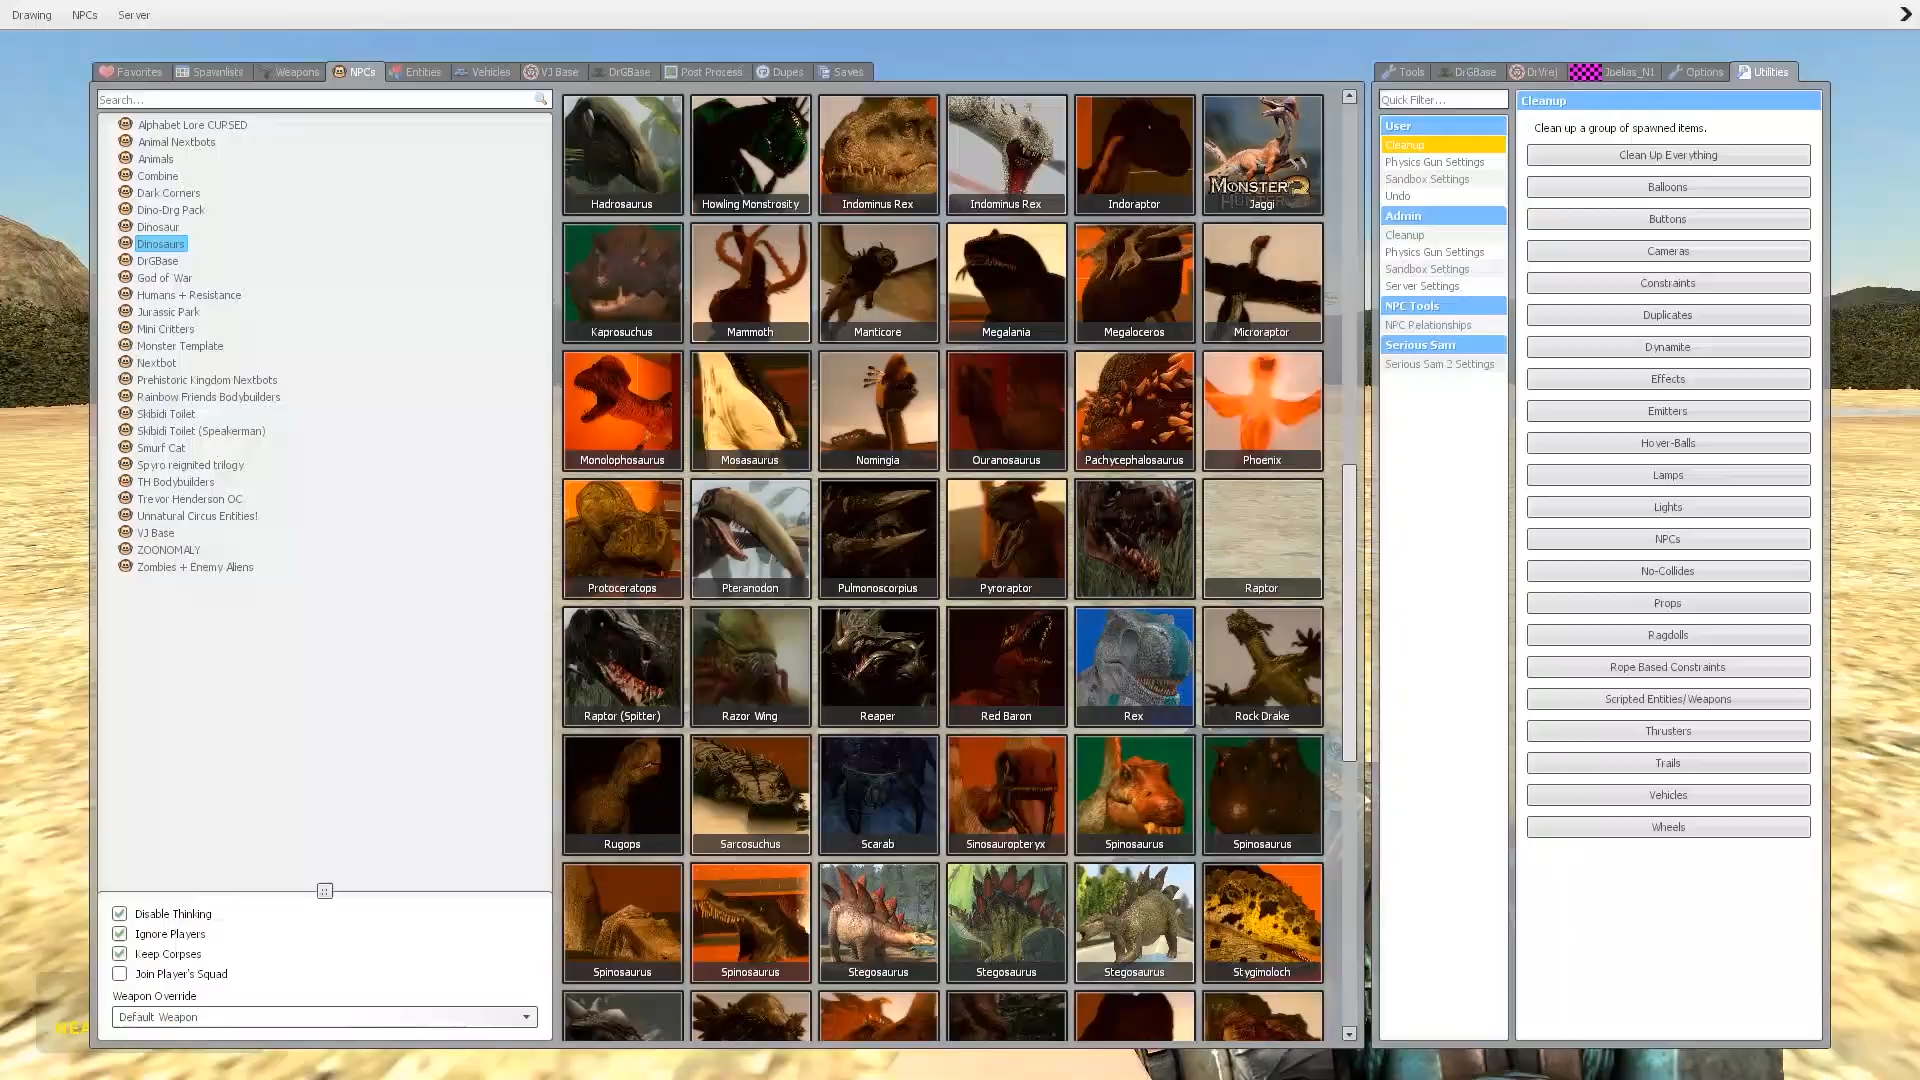 Drawing NPCs Server
Favorites Spawnlists Weapons NPCs Entities Vehicles VJ Base DrGBase Post Process Dupes Saves
Search...
Alphabet Lore CURSED
Animal Nextbots
Animals
Combine
Dark Corners
Dino-Drg Pack
Dinosaur
Dinosaurs
DrGBase
God of War
Humans + Resistance
Jurassic Park
Mini Critters
Monster Template
Nextbot
Prehistoric Kingdom Nextbots
Rainbow Friends Bodybuilders
Skibidi Toilet
Skibidi Toilet (Speakerman)
Smurf Cat
Spyro reignited trilogy
TH Bodybuilders
Trevor Henderson OC
Unnatural Circus Entities!
VJ Base
ZOONOMALY
Zombies + Enemy Aliens
Disable Thinking
Ignore Players
Keep Corpses
Join Player's Squad
Weapon Override
Default Weapon
MONSTER 3
HUNTER
Hadrosaurus Howling Monstrosity Indominus Rex Indominus Rex Indoraptor Jaggi
Kaprosuchus Mammoth Manticore Megalania Megaloceros Microraptor
Monolophosaurus Mosasaurus Nomingia Ouranosaurus Pachycephalosaurus Phoenix
Protoceratops Pteranodon Pulmonoscorpius Pyroraptor Raptor
Raptor (Spitter) Razor Wing Reaper Red Baron Rex Rock Drake
Rugops Sarcosuchus Scarab Sinosauropteryx Spinosaurus Spinosaurus
Spinosaurus Spinosaurus Stegosaurus Stegosaurus Stegosaurus Stygimoloch
Tools DrGBase DrVrej Joelias_N1 Options Utilities
Quick Filter...
User
Cleanup
Physics Gun Settings
Sandbox Settings
Undo
Admin
Cleanup
Physics Gun Settings
Sandbox Settings
Server Settings
NPC Tools
NPC Relationships
Serious Sam
Serious Sam 2 Settings
Cleanup
Clean up a group of spawned items.
Clean Up Everything
Balloons
Buttons
Cameras
Constraints
Duplicates
Dynamite
Effects
Emitters
Hover-Balls
Lamps
Lights
NPCs
No-Collides
Props
Ragdolls
Rope Based Constraints
Scripted Entities/Weapons
Thrusters
Trails
Vehicles
Wheels